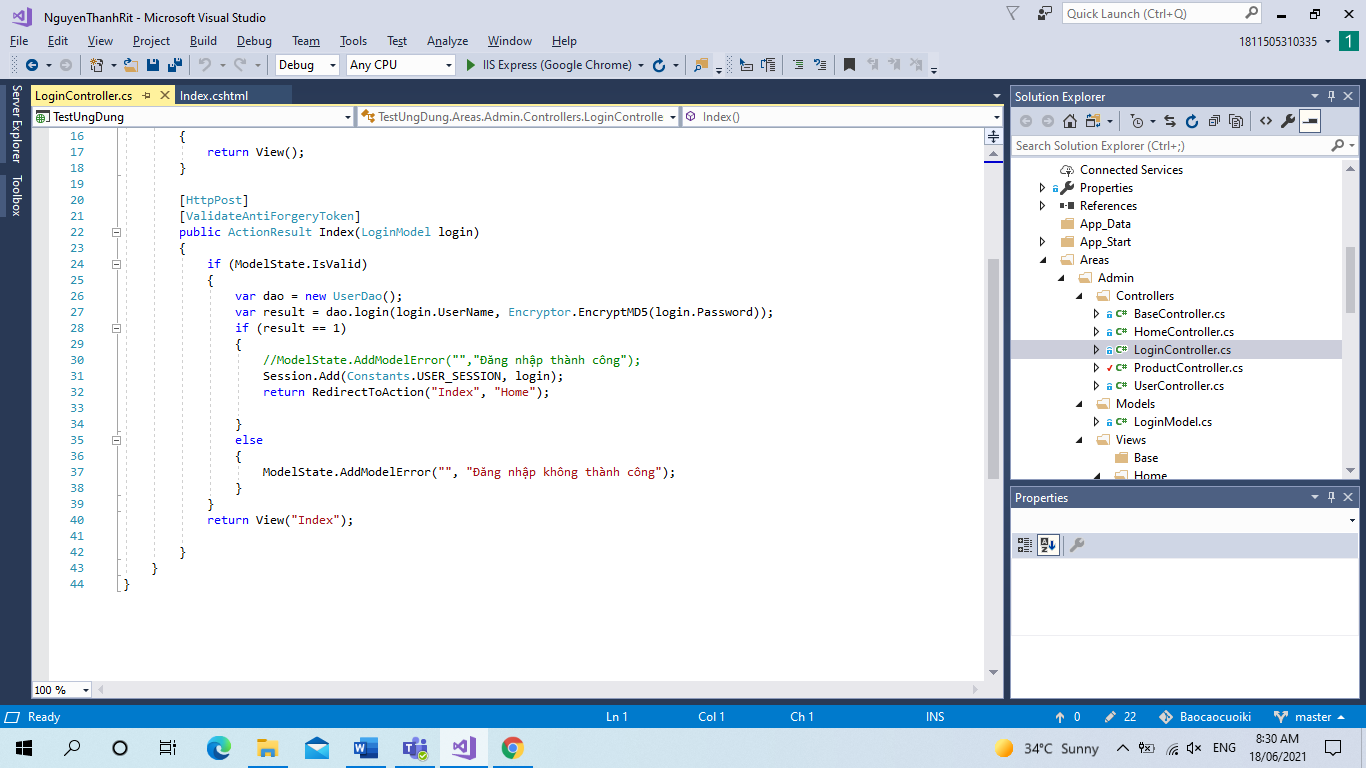 NguyenThanhRit - Microsoft Visual Studio
Quick Launch (Ctrl+Q)
File Edit View Project Build Debug Team Tools Test Analyze Window Help
1811505310335 1
Debug Any CPU IIS Express (Google Chrome)
Server Explorer
Toolbox
LoginController.cs Index.cshtml
TestUngDung TestUngDung.Areas.Admin.Controllers.LoginControlle Index()
16 {
17 return View();
18 }
19
20 [HttpPost]
21 [ValidateAntiForgeryToken]
22 public ActionResult Index(LoginModel login)
23 {
24 if (ModelState.IsValid)
25 {
26 var dao = new UserDao();
27 var result = dao.login(login.UserName, Encryptor.EncryptMD5(login.Password));
28 if (result == 1)
29 {
30 //ModelState.AddModelError("","Đăng nhập thành công");
31 Session.Add(Constants.USER_SESSION, login);
32 return RedirectToAction("Index", "Home");
33
34 }
35 else
36 {
37 ModelState.AddModelError("", "Đăng nhập không thành công");
38 }
39 }
40 return View("Index");
41
42 }
43 }
44 }
100 %
Solution Explorer
Search Solution Explorer (Ctrl+;)
Connected Services
Properties
References
App_Data
App_Start
Areas
Admin
Controllers
C# BaseController.cs
C# HomeController.cs
C# LoginController.cs
C# ProductController.cs
C# UserController.cs
Models
C# LoginModel.cs
Views
Base
Home
Properties
Ready Ln 1 Col 1 Ch 1 INS 0 22 Baocaocuoiki master
34°C Sunny ENG 8:30 AM
18/06/2021